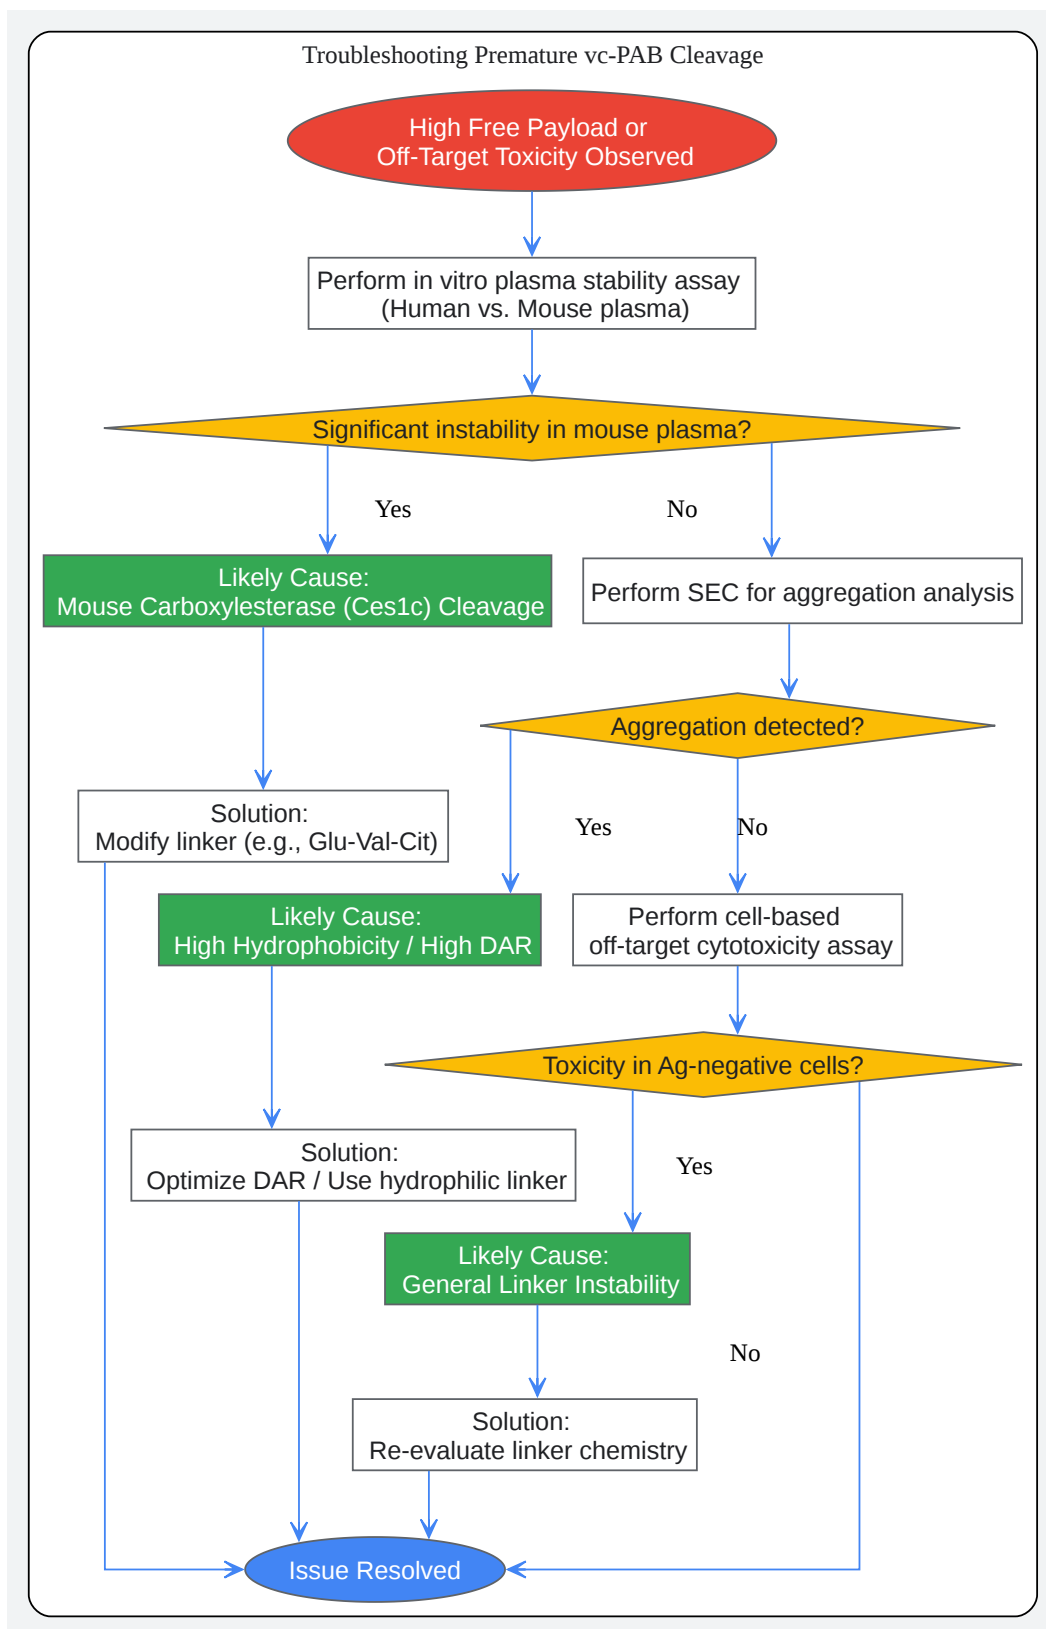 Troubleshooting Premature vc-PAB Cleavage
High Free Payload or
Off-Target Toxicity Observed
Perform in vitro plasma stability assay
(Human vs. Mouse plasma)
Significant instability in mouse plasma?
Yes
No
Likely Cause:
Mouse Carboxylesterase (Ces1c) Cleavage
Perform SEC for aggregation analysis
Aggregation detected?
Solution:
Modify linker (e.g., Glu-Val-Cit)
Yes
No
Likely Cause:
High Hydrophobicity / High DAR
Perform cell-based
off-target cytotoxicity assay
Toxicity in Ag-negative cells?
Solution:
Optimize DAR / Use hydrophilic linker
Yes
Likely Cause:
General Linker Instability
No
Solution:
Re-evaluate linker chemistry
Issue Resolved